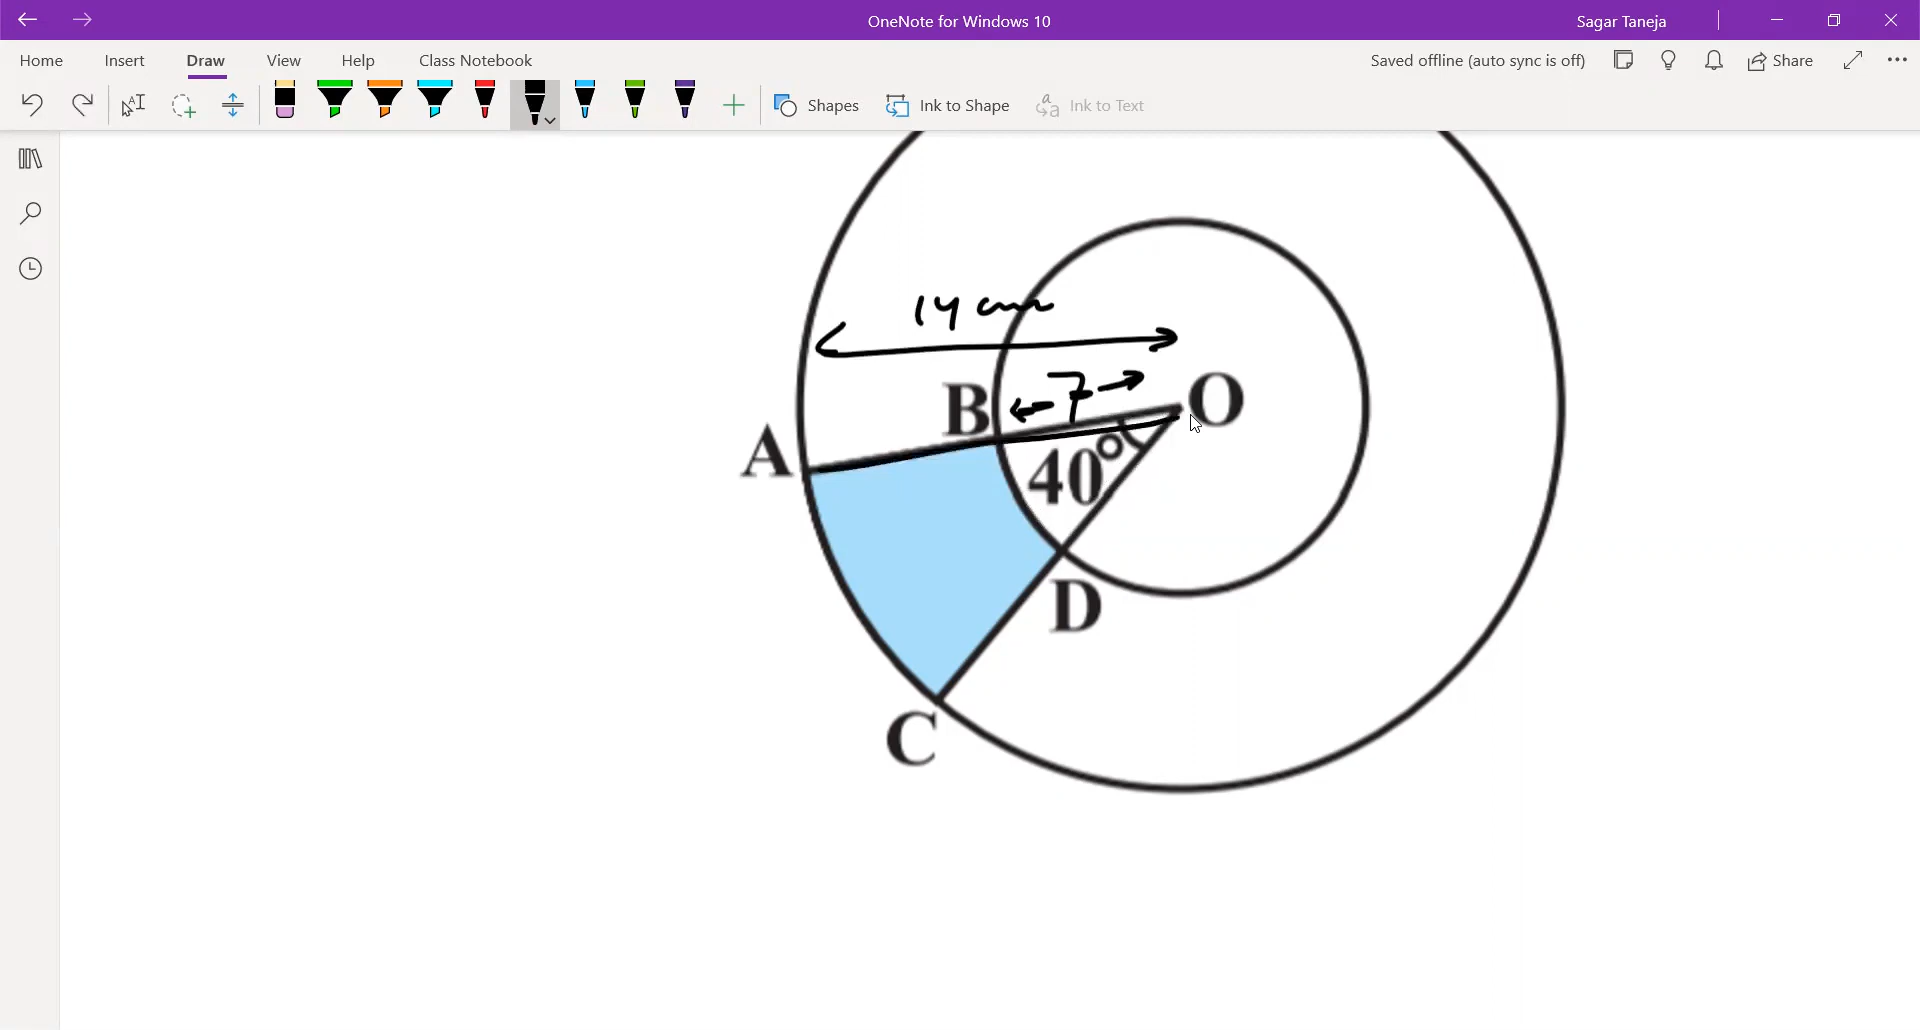 OneNote for Windows 10
Sagar Taneja
Home Insert Draw View Help Class Notebook
Saved offline (auto sync is off) Share
Shapes Ink to Shape Ink to Text
14 cm
7
B O
A
40°
D
C